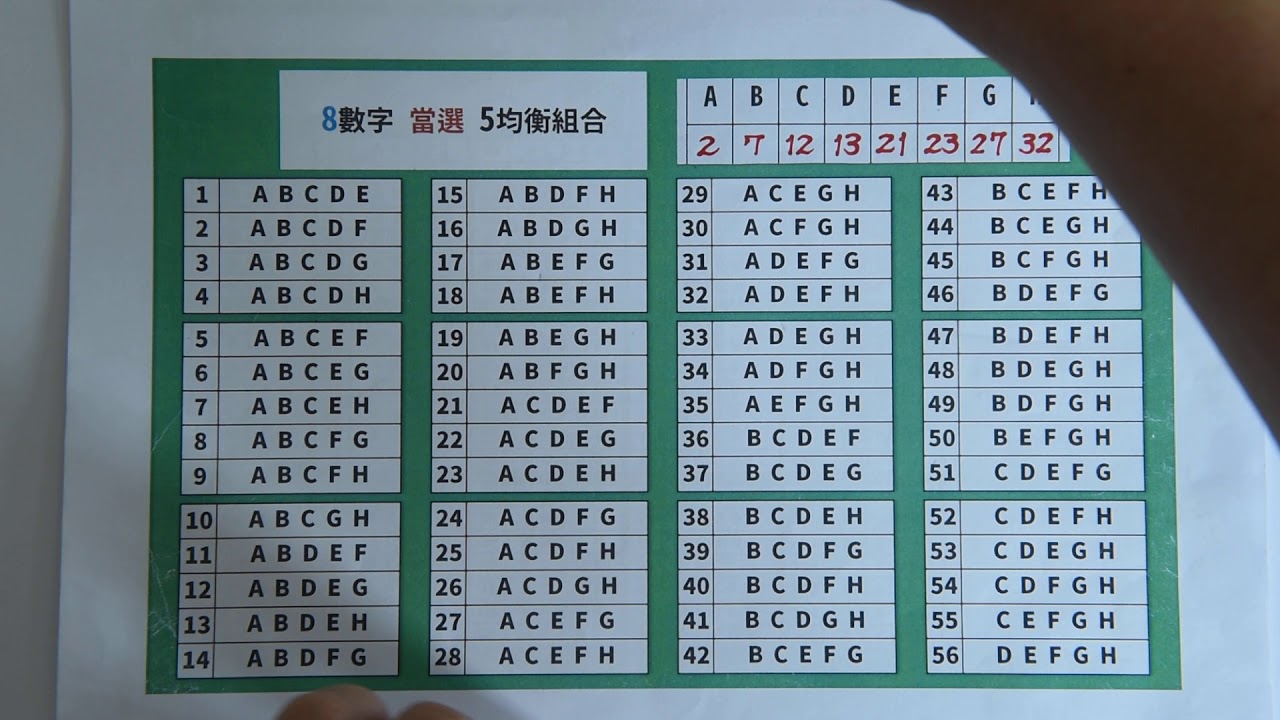 8數字 當選 5均衡組合
A B C D E F G
2 7 12 13 21 23 27 32
1 A B C D E
2 A B C D F
3 A B C D G
4 A B C D H
5 A B C E F
6 A B C E G
7 A B C E H
8 A B C F G
9 A B C F H
10 A B C G H
11 A B D E F
12 A B D E G
13 A B D E H
14 A B D F G
15 A B D F H
16 A B D G H
17 A B E F G
18 A B E F H
19 A B E G H
20 A B F G H
21 A C D E F
22 A C D E G
23 A C D E H
24 A C D F G
25 A C D F H
26 A C D G H
27 A C E F G
28 A C E F H
29 A C E G H
30 A C F G H
31 A D E F G
32 A D E F H
33 A D E G H
34 A D F G H
35 A E F G H
36 B C D E F
37 B C D E G
38 B C D E H
39 B C D F G
40 B C D F H
41 B C D G H
42 B C E F G
43 B C E F H
44 B C E G H
45 B C F G H
46 B D E F G
47 B D E F H
48 B D E G H
49 B D F G H
50 B E F G H
51 C D E F G
52 C D E F H
53 C D E G H
54 C D F G H
55 C E F G H
56 D E F G H